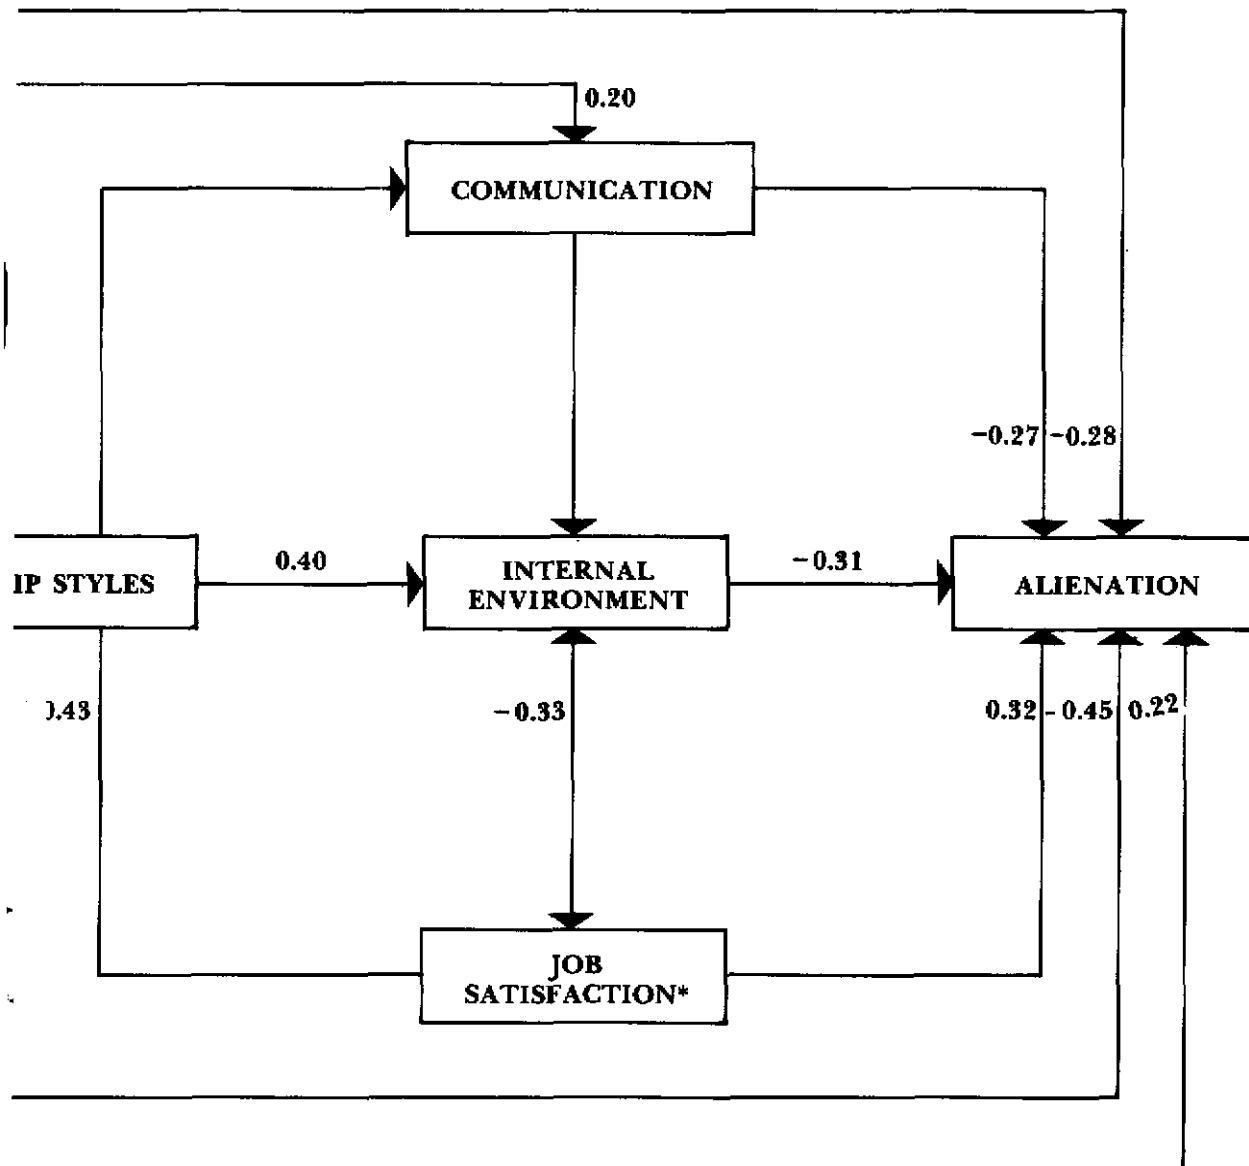 0.20
COMMUNICATION
-0.27 -0.28
0.40
-0.31
IP STYLES
INTERNAL
ENVIRONMENT
ALIENATION
.43
-0.33
0.32 -0.45 0.22
JOB
SATISFACTION*